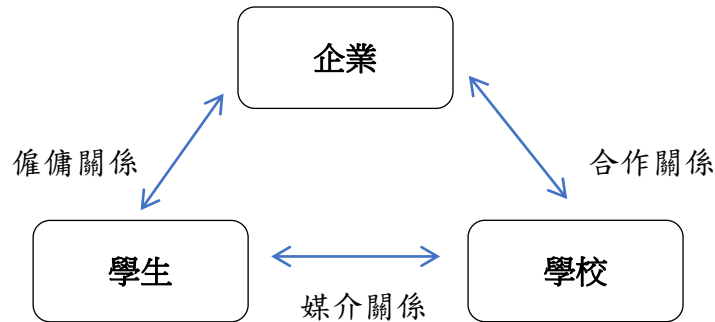 企業
僱傭關係
合作關係
學生
學校
媒介關係